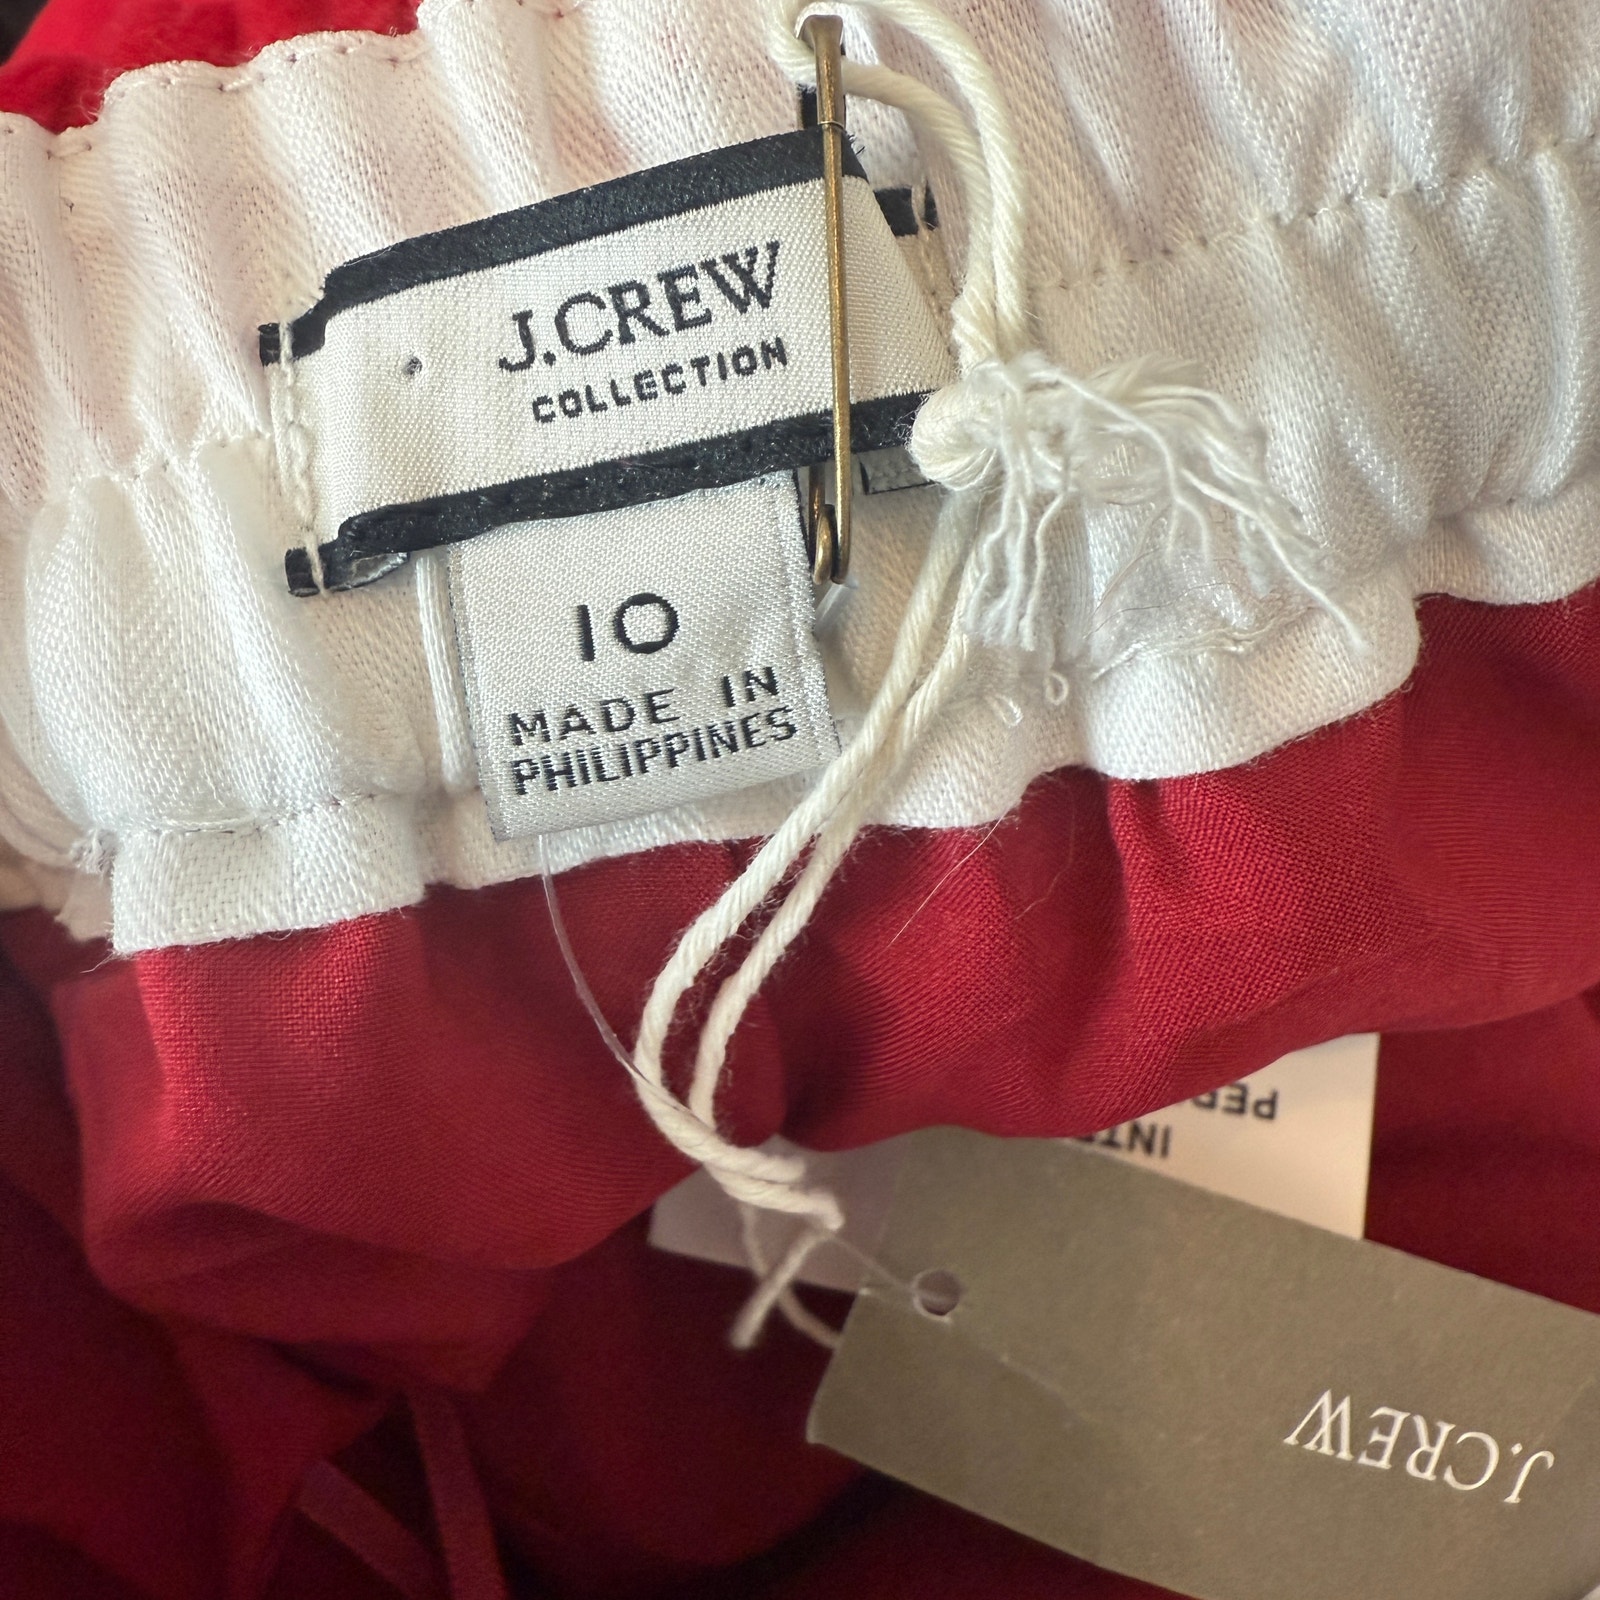 J.CREW
COLLECTION
10
MADE IN
PHILIPPINES
J.CREW